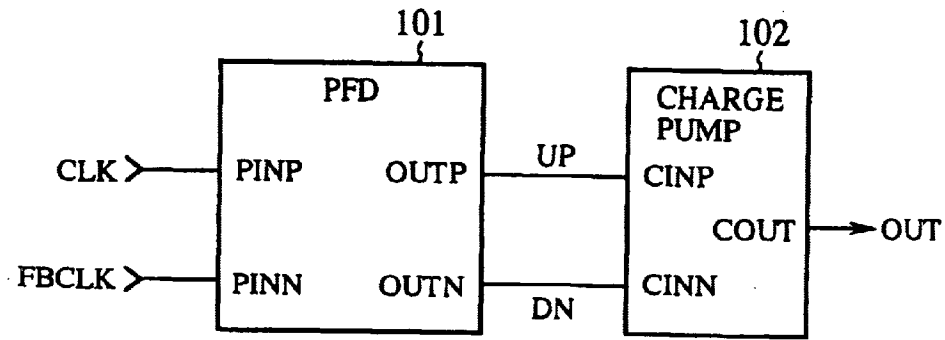 101
102
PFD
CHARGE
PUMP
CLK
PINP
OUTP
UP
CINP
COUT
OUT
FBCLK
PINN
OUTN
DN
CINN